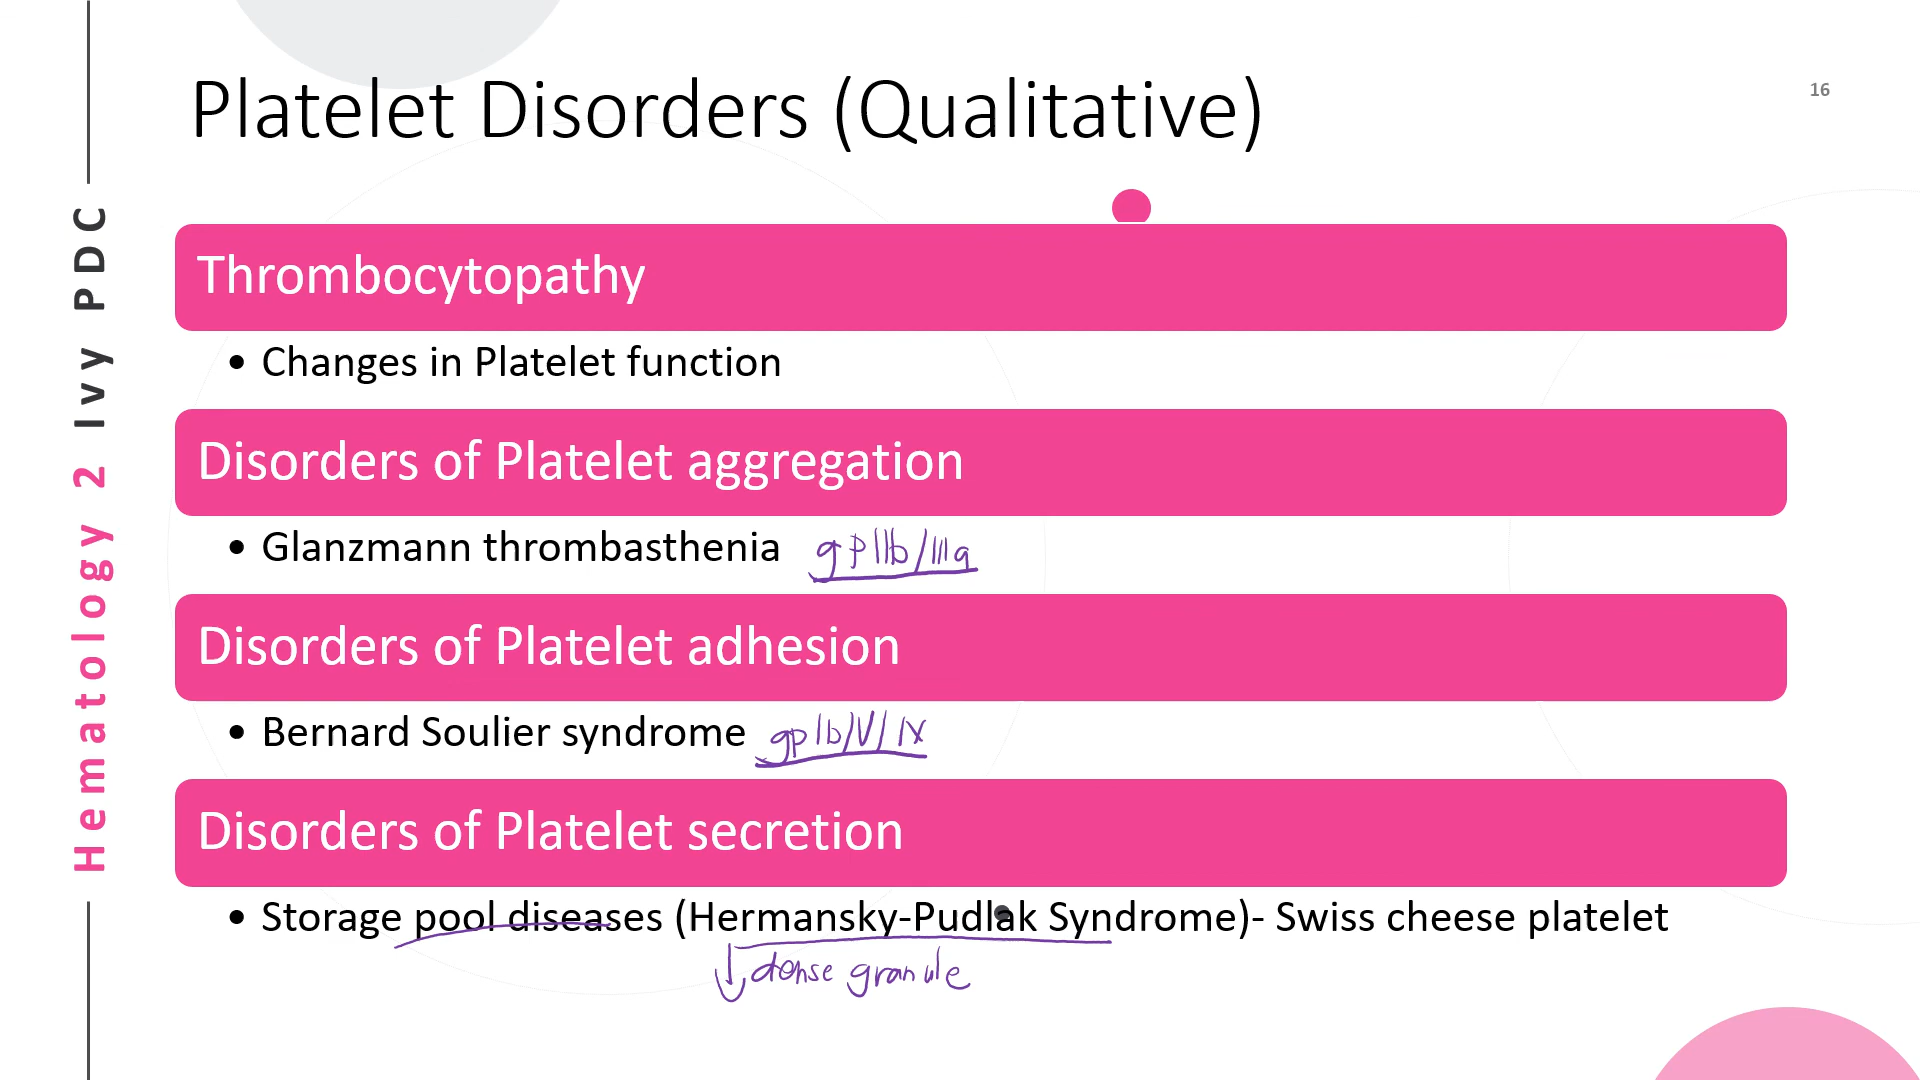 Platelet Disorders (Qualitative)
16
Hematology 2 Ivy PDC
Thrombocytopathy
• Changes in Platelet function
Disorders of Platelet aggregation
• Glanzmann thrombasthenia gpIIb/IIIa
Disorders of Platelet adhesion
• Bernard Soulier syndrome gpIb/V/IX
Disorders of Platelet secretion
• Storage pool diseases (Hermansky-Pudlak Syndrome)- Swiss cheese platelet
↓ dense granule